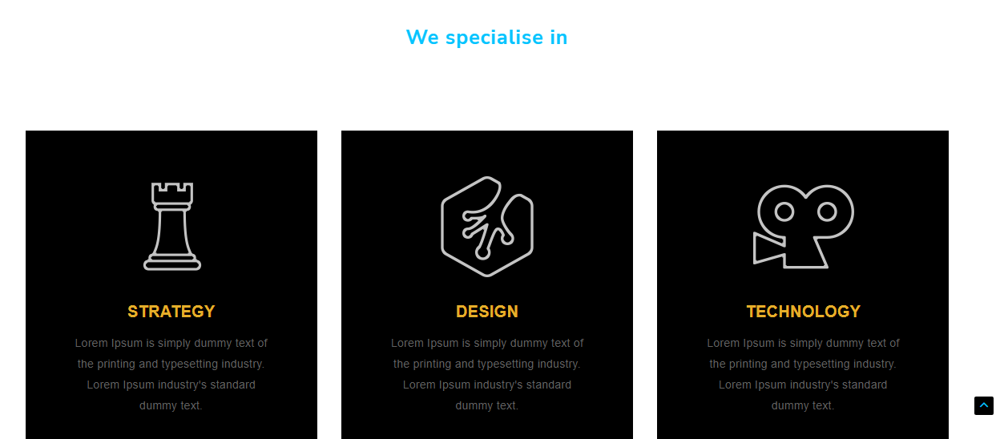 We specialise in
STRATEGY
Lorem Ipsum is simply dummy text of
the printing and typesetting industry.
Lorem Ipsum industry's standard
dummy text.
DESIGN
Lorem Ipsum is simply dummy text of
the printing and typesetting industry.
Lorem Ipsum industry's standard
dummy text.
TECHNOLOGY
Lorem Ipsum is simply dummy text of
the printing and typesetting industry.
Lorem Ipsum industry's standard
dummy text.